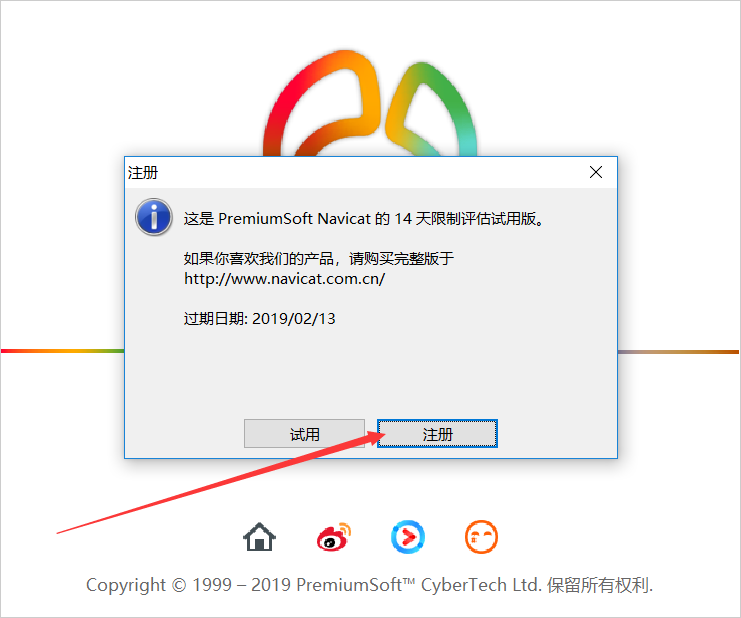 注册
这是 PremiumSoft Navicat 的 14 天限制评估试用版。
如果你喜欢我们的产品，请购买完整版于
http://www.navicat.com.cn/
过期日期: 2019/02/13
试用
注册
Copyright © 1999 – 2019 PremiumSoft™ CyberTech Ltd. 保留所有权利.